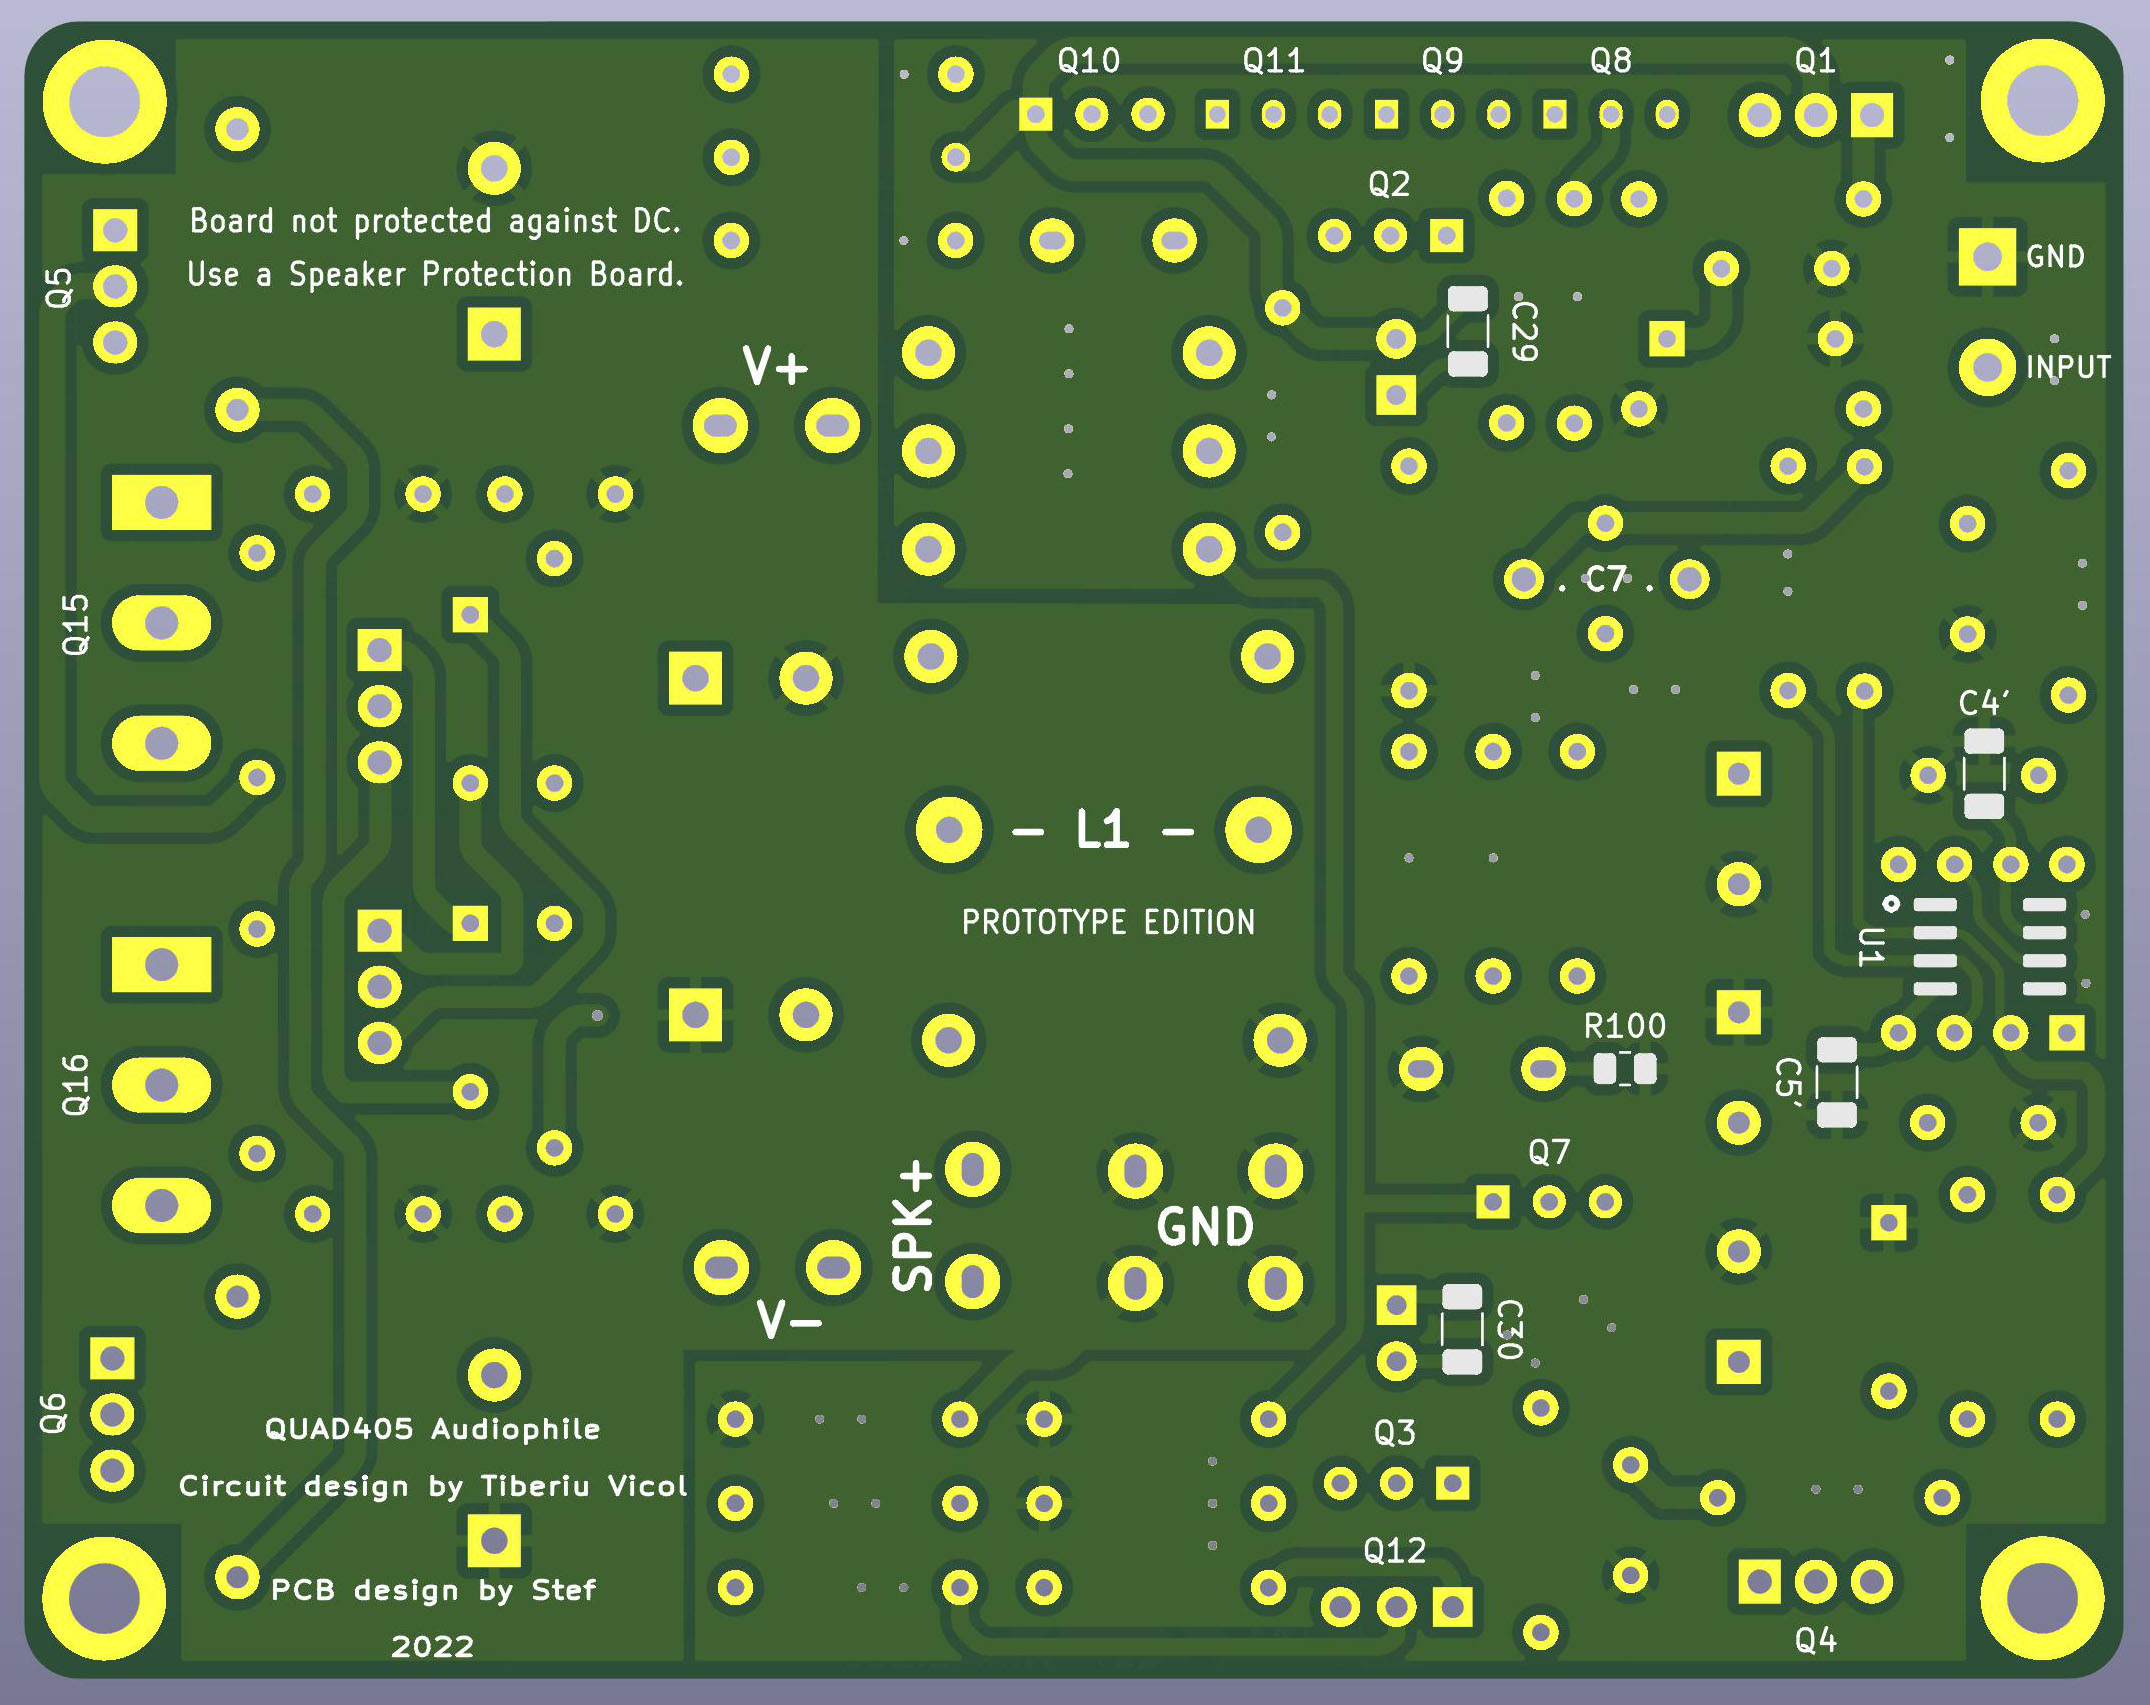 Q10 Q11 Q9 Q8 Q1
Q2
Board not protected against DC.
Use a Speaker Protection Board.
GND
Q5
C29
V+
INPUT
Q15
. C7 .
C4'
- L1 -
PROTOTYPE EDITION
U1
R100
Q16
C5'
Q7
SPK+
GND
V-
C30
Q6
QUAD405 Audiophile
Q3
Circuit design by Tiberiu Vicol
Q12
PCB design by Stef
2022
Q4